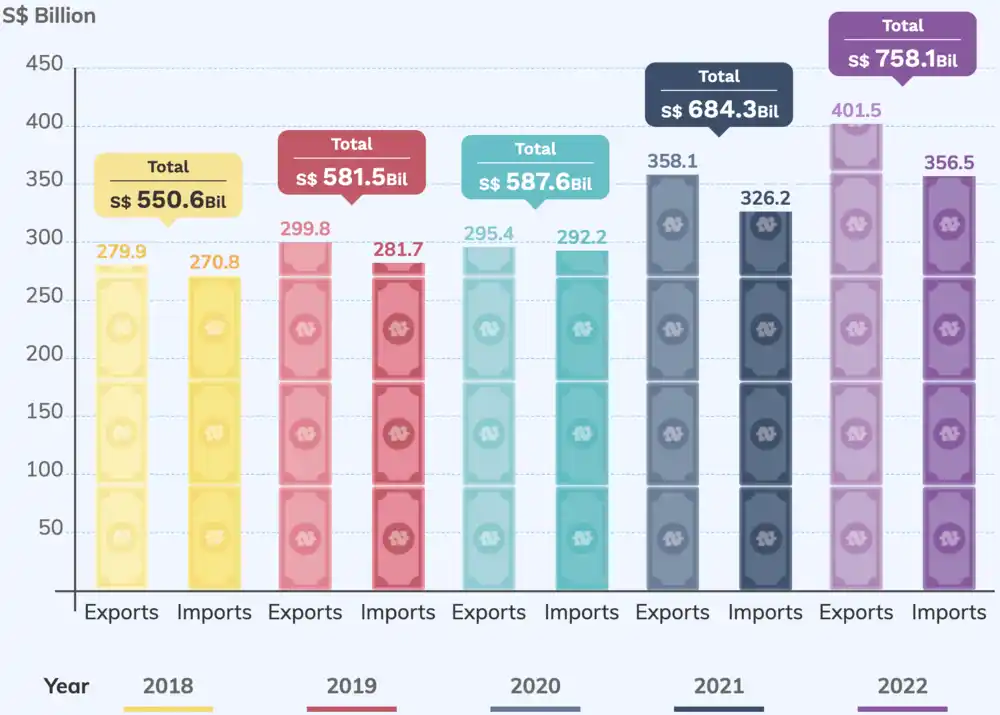 S$ Billion
Total
S$ 758.1Bil
Total
S$ 684.3Bil
Total
S$ 581.5Bil
Total
S$ 587.6Bil
Total
S$ 550.6Bil
450
400
350
300
250
200
150
100
50
279.9
270.8
299.8
281.7
295.4
292.2
358.1
326.2
401.5
356.5
Exports Imports Exports Imports Exports Imports Exports Imports Exports Imports
Year 2018 2019 2020 2021 2022